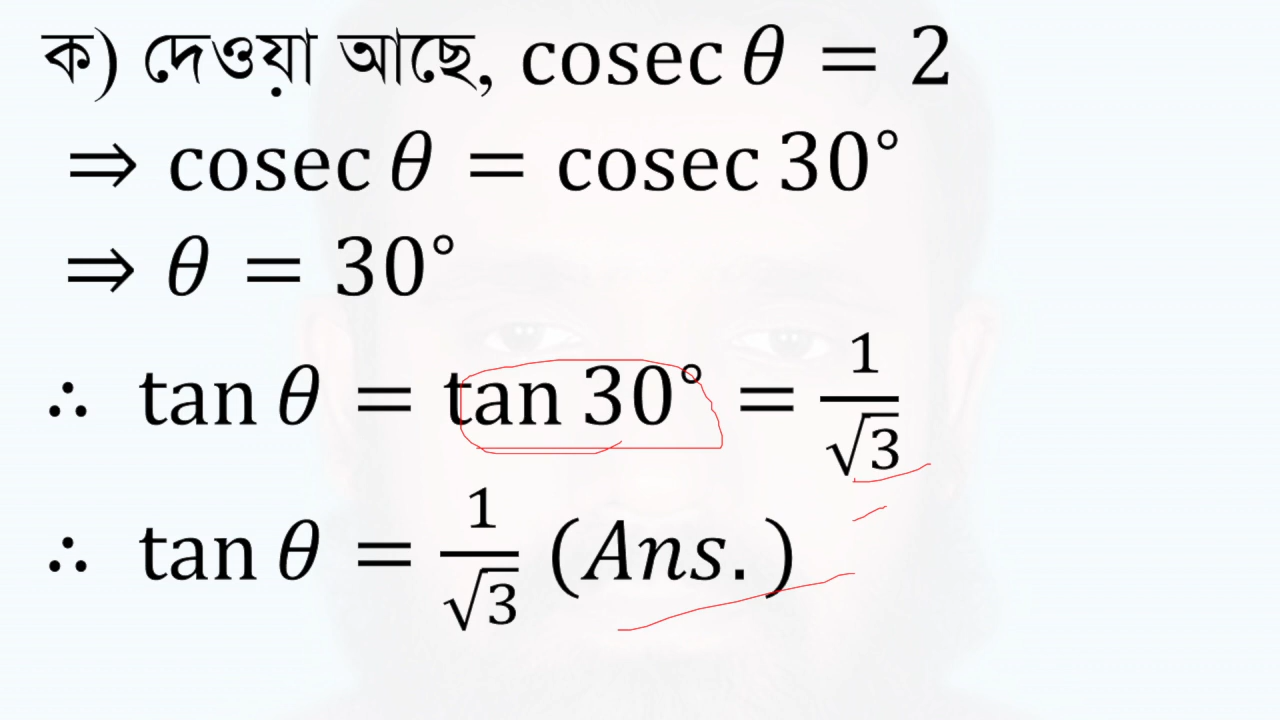 ক) দেওয়া আছে, cosec θ = 2
⇒ cosec θ = cosec 30°
⇒ θ = 30°
∴ tan θ = tan 30° = 1/√3
∴ tan θ = 1/√3 (Ans.)